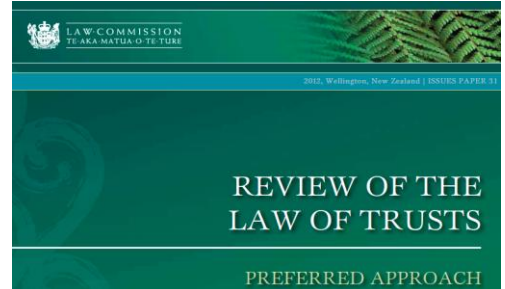 LAW·COMMISSION
TE·AKA·MATUA·O·TE·TURE
2012, Wellington, New Zealand | ISSUES PAPER 31
REVIEW OF THE
LAW OF TRUSTS
PREFERRED APPROACH